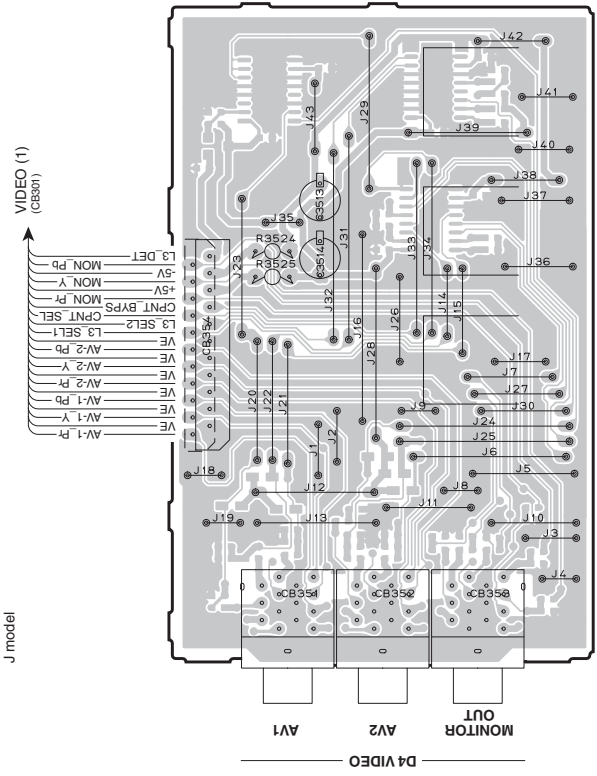 J model
VIDEO (1)
(CB301)
L3_DET
MON_Pb
-5V
MON_Y
+5V
MON_Pr
CPNT_BYPS
CPNT_SEL
L3_SEL2
L3_SEL1
VE
AV-2_Pb
VE
AV-2_Y
VE
AV-2_Pr
VE
AV-1_Pb
VE
AV-1_Y
VE
AV-1_Pr
CB354
J42
J29
J43
J41
J39
J40
J38
J37
C3513
J35
R3524
J31
J33
J34
J23
R3525
C3514
J36
J32
J16
J26
J14
J15
J28
J17
J7
J20
J22
J21
J27
J9
J30
J24
J1
J2
J25
J6
J18
J5
J12
J8
J11
J19
J13
J10
J3
J4
CB351
CB352
CB353
AV1
AV2
MONITOR
OUT
D4 VIDEO